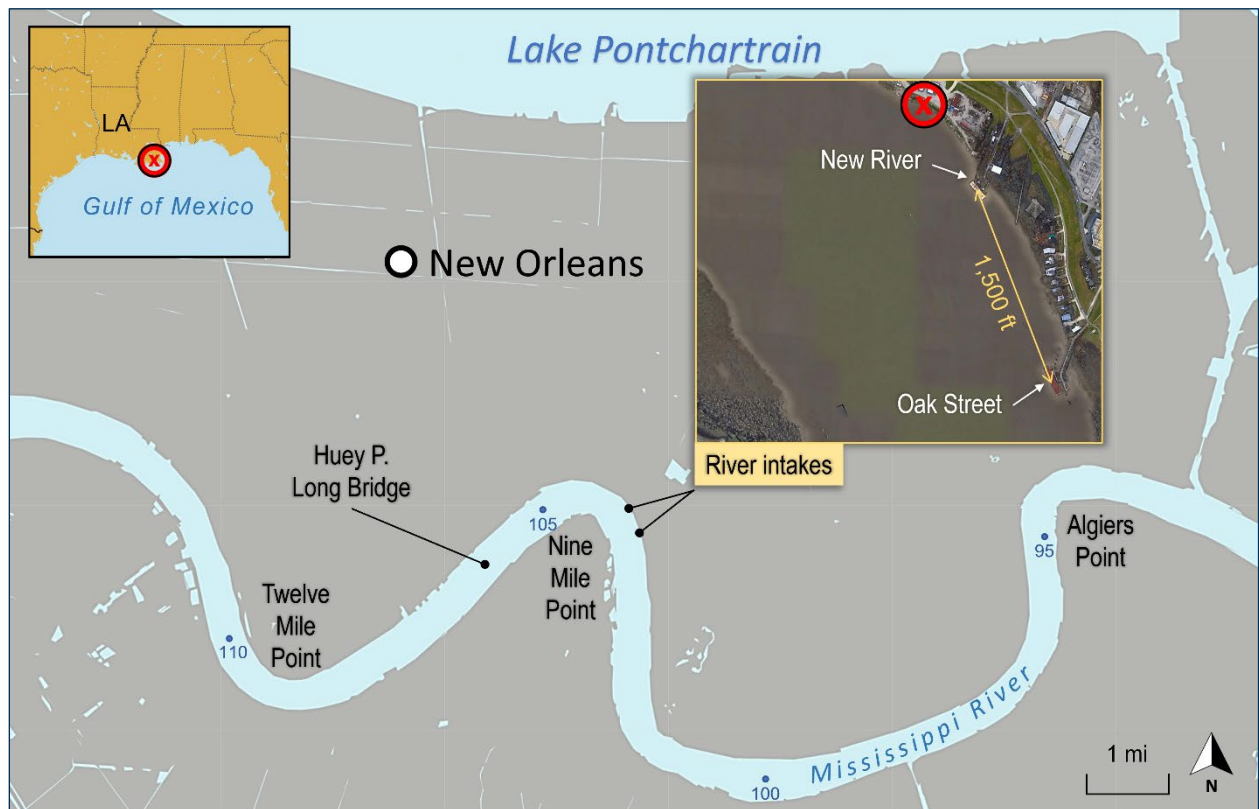 Lake Pontchartrain
LA
x
Gulf of Mexico
New River
New Orleans
1,500 ft
Oak Street
Huey P.
Long Bridge
River intakes
105
Nine
Mile
Point
Algiers
Point
95
Twelve
Mile
Point
110
Mississippi River
1 mi
N
100
x